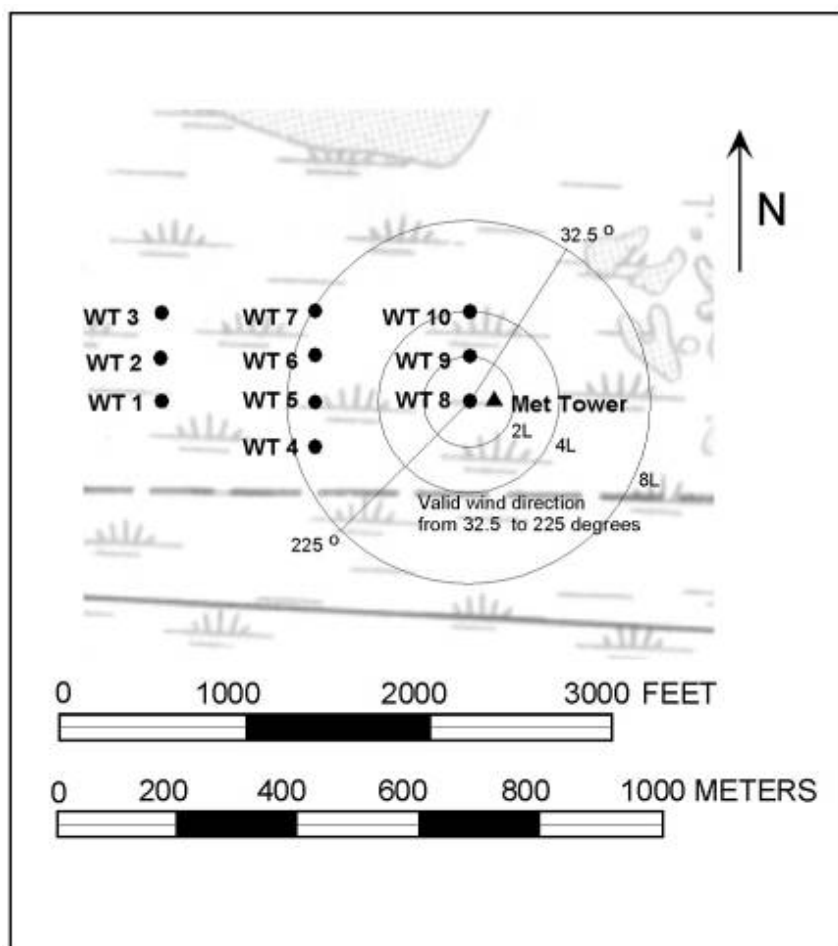 N
32.5 o
WT 3
WT 7
WT 10
WT 2
WT 6
WT 9
WT 1
WT 5
WT 8
Met Tower
2L
4L
WT 4
8L
Valid wind direction
from 32.5 to 225 degrees
225 o
0 1000 2000 3000 FEET
0 200 400 600 800 1000 METERS